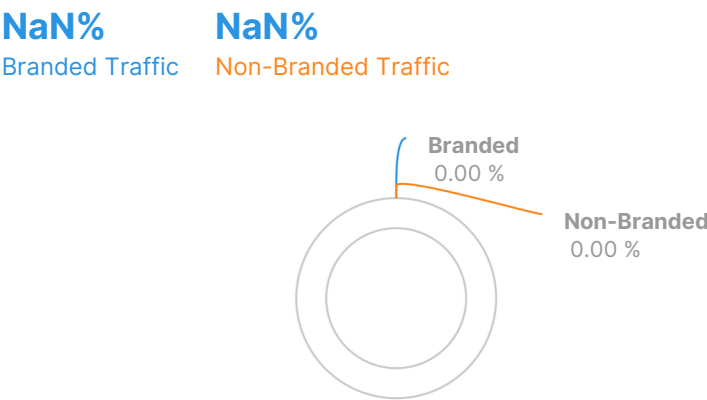 NaN% NaN%
Branded Traffic Non-Branded Traffic
Branded
0.00 %
Non-Branded
0.00 %